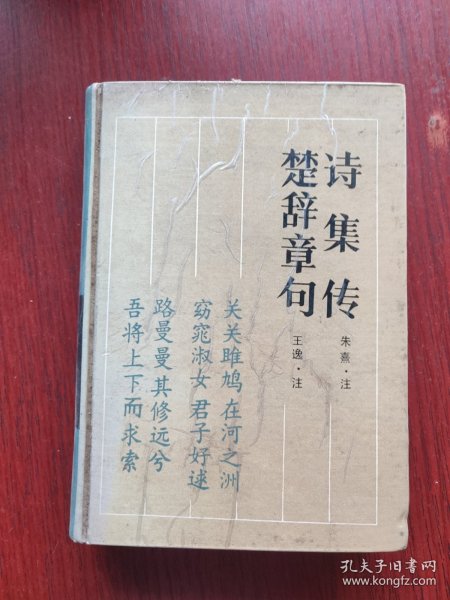 诗集传
朱熹·注
楚辞章句
王逸·注
关关雎鸠 在河之洲
窈窕淑女 君子好逑
路曼曼其修远兮
吾将上下而求索
孔夫子旧书网
www.kongfz.com